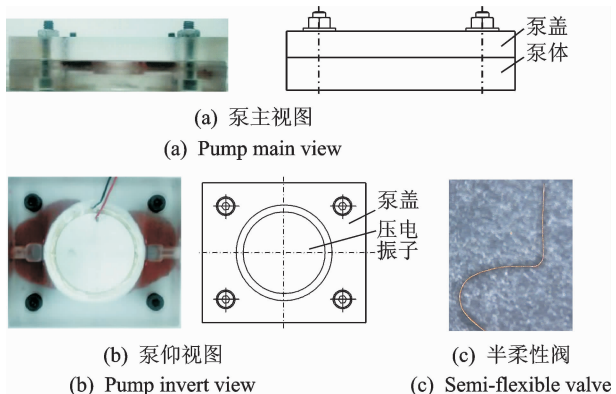 泵盖
泵体
(a) 泵主视图
(a) Pump main view
泵盖
压电
振子
(b) 泵仰视图
(b) Pump invert view
(c) 半柔性阀
(c) Semi-flexible valve